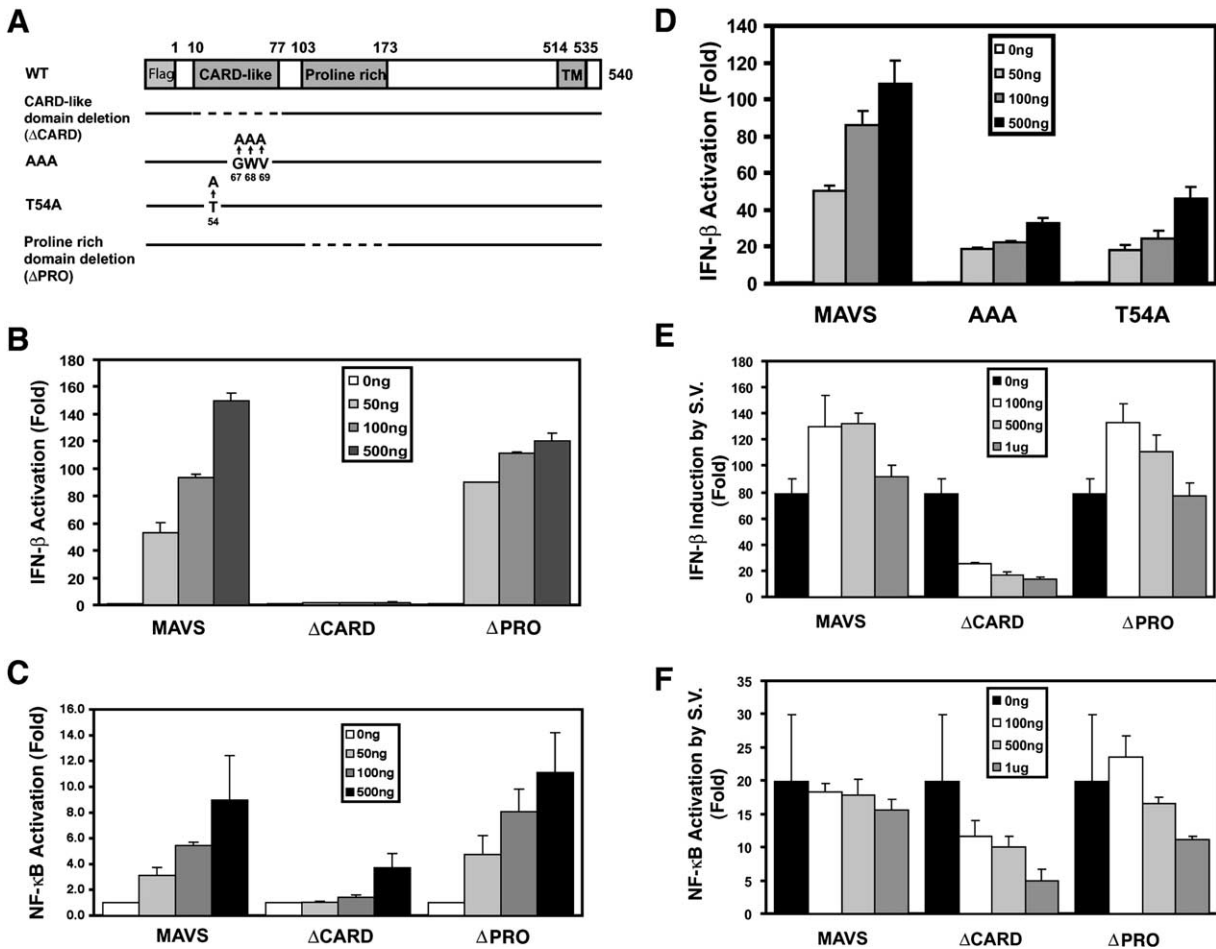 A
1 10 77 103 173 514 535
WT
Flag CARD-like Proline rich TM 540
CARD-like
domain deletion
(ΔCARD)
AAA
AAA
GWV
67 68 69
A
T54A
T
54
Proline rich
domain deletion
(ΔPRO)
B
IFN-β Activation (Fold)
180
160
140
120
100
80
60
40
20
0
0ng
50ng
100ng
500ng
MAVS ΔCARD ΔPRO
C
NF-κB Activation (Fold)
16.0
14.0
12.0
10.0
8.0
6.0
4.0
2.0
0.0
0ng
50ng
100ng
500ng
MAVS ΔCARD ΔPRO
D
IFN-β Activation (Fold)
140
120
100
80
60
40
20
0
0ng
50ng
100ng
500ng
MAVS AAA T54A
E
IFN-β Induction by S.V.
(Fold)
180
160
140
120
100
80
60
40
20
0
0ng
100ng
500ng
1ug
MAVS ΔCARD ΔPRO
F
NF-κB Activation by S.V.
(Fold)
35
30
25
20
15
10
5
0
0ng
100ng
500ng
1ug
MAVS ΔCARD ΔPRO